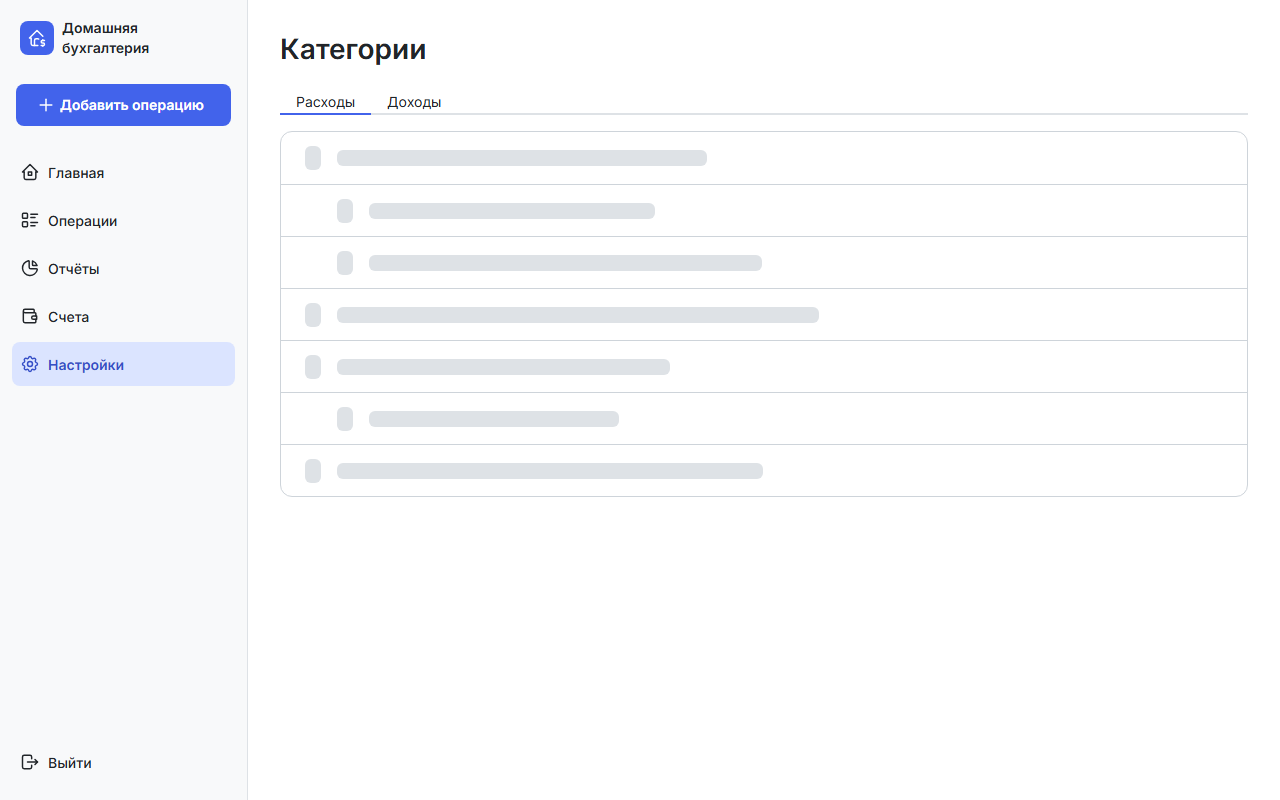 Домашняя
бухгалтерия
Добавить операцию
Главная
Операции
Отчёты
Счета
Настройки
Выйти
Категории
Расходы
Доходы